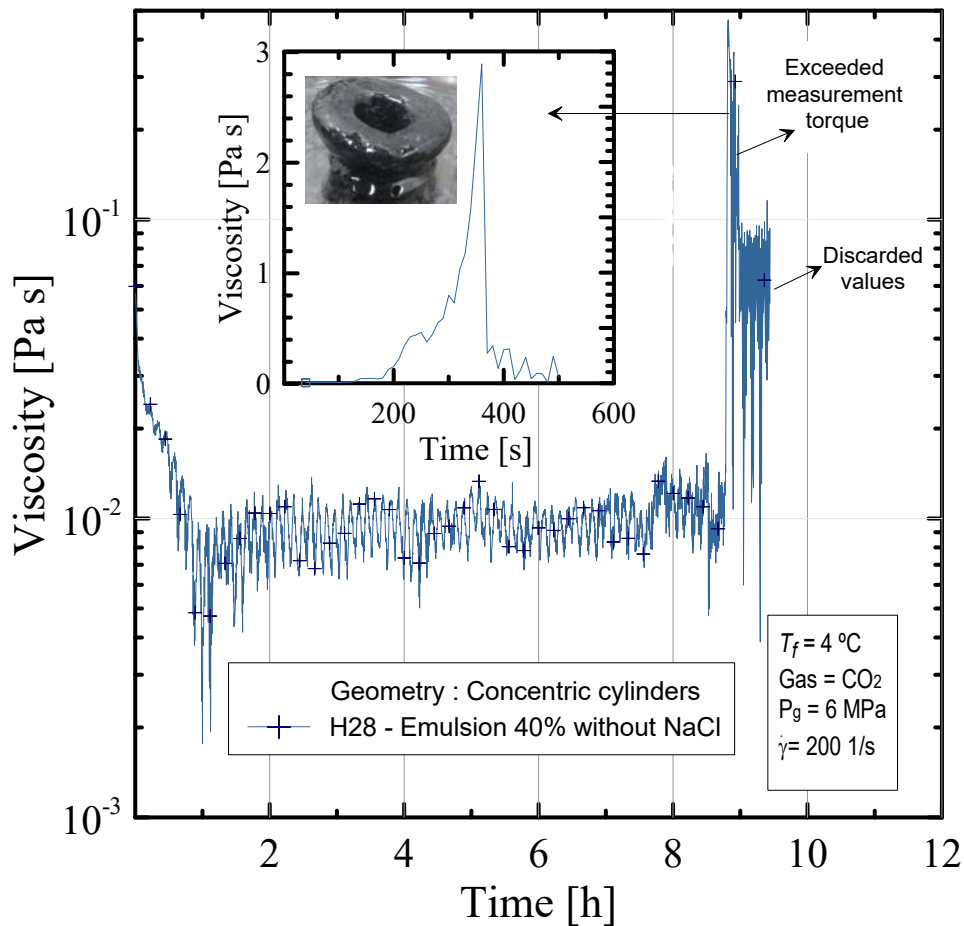 Viscosity [Pa s]
10⁻¹
10⁻²
10⁻³
2
4
6
8
10
12
Time [h]
Viscosity [Pa s]
3
2
1
0
200
400
600
Time [s]
Exceeded
measurement
torque
Discarded
values
T_f = 4 ºC
Gas = CO₂
P_g = 6 MPa
γ̇= 200 1/s
Geometry : Concentric cylinders
H28 - Emulsion 40% without NaCl